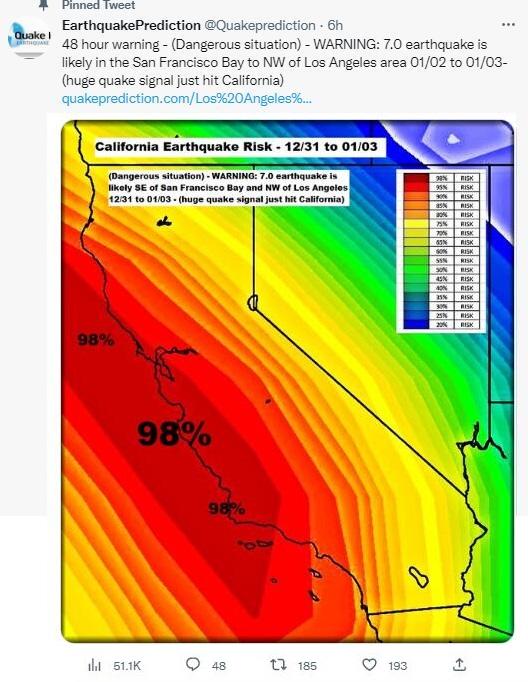 Pinned Tweet
EarthquakePrediction @Quakeprediction · 6h
Quake
EARTHQUAKE
48 hour warning - (Dangerous situation) - WARNING: 7.0 earthquake is
likely in the San Francisco Bay to NW of Los Angeles area 01/02 to 01/03-
(huge quake signal just hit California)
quakeprediction.com/Los%20Angeles%...
California Earthquake Risk - 12/31 to 01/03
(Dangerous situation) - WARNING: 7.0 earthquake is
likely SE of San Francisco Bay and NW of Los Angeles
12/31 to 01/03 - (huge quake signal just hit California)
98% RISK
95% RISK
90% RISK
85% RISK
80% RISK
75% RISK
70% RISK
65% RISK
60% RISK
55% RISK
50% RISK
45% RISK
40% RISK
35% RISK
30% RISK
25% RISK
20% RISK
98%
98%
98%
51.1K 48 185 193